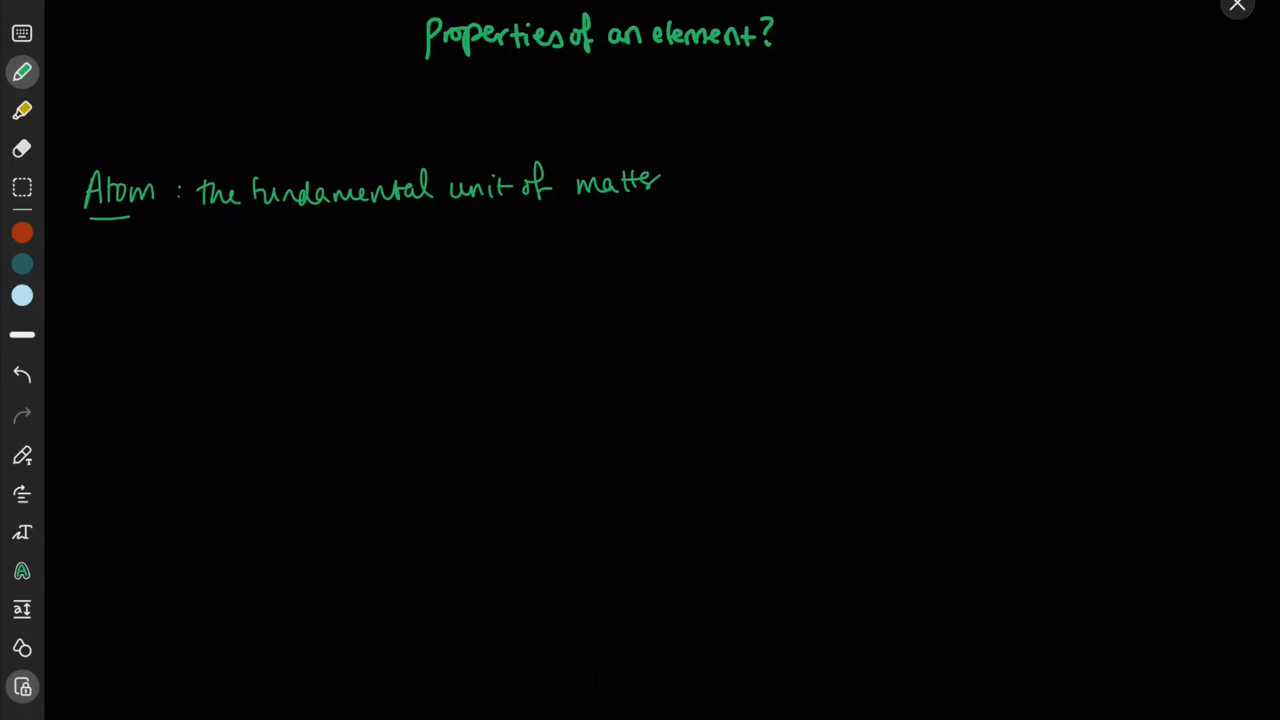 Properties of an element?
Atom : the fundamental unit of matter